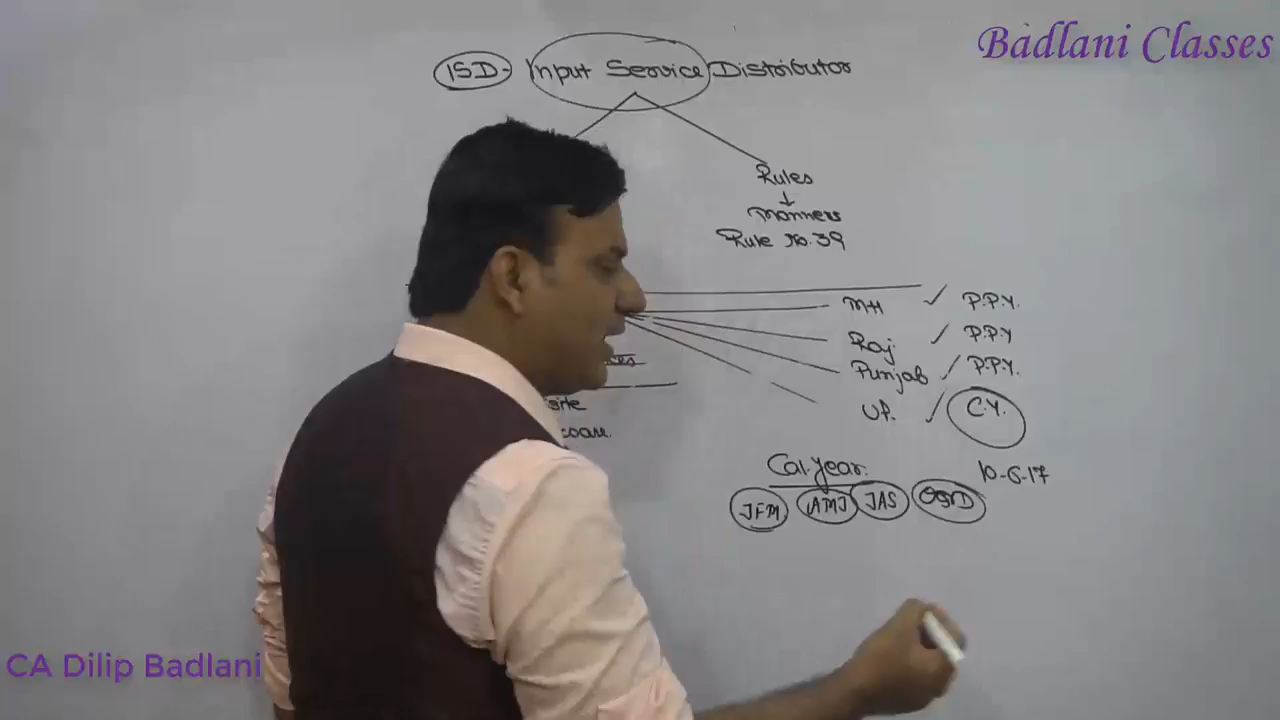 Badlani Classes
ISD- Input Service Distributor
Rules
Manners
Rule No. 39
MH ✓ P.P.Y.
Raj. ✓ P.P.Y
Punjab ✓ P.P.Y.
UP. ✓ C.Y.
site
Cal. Year. 10-6-17
JFM AMJ JAS OND
CA Dilip Badlani